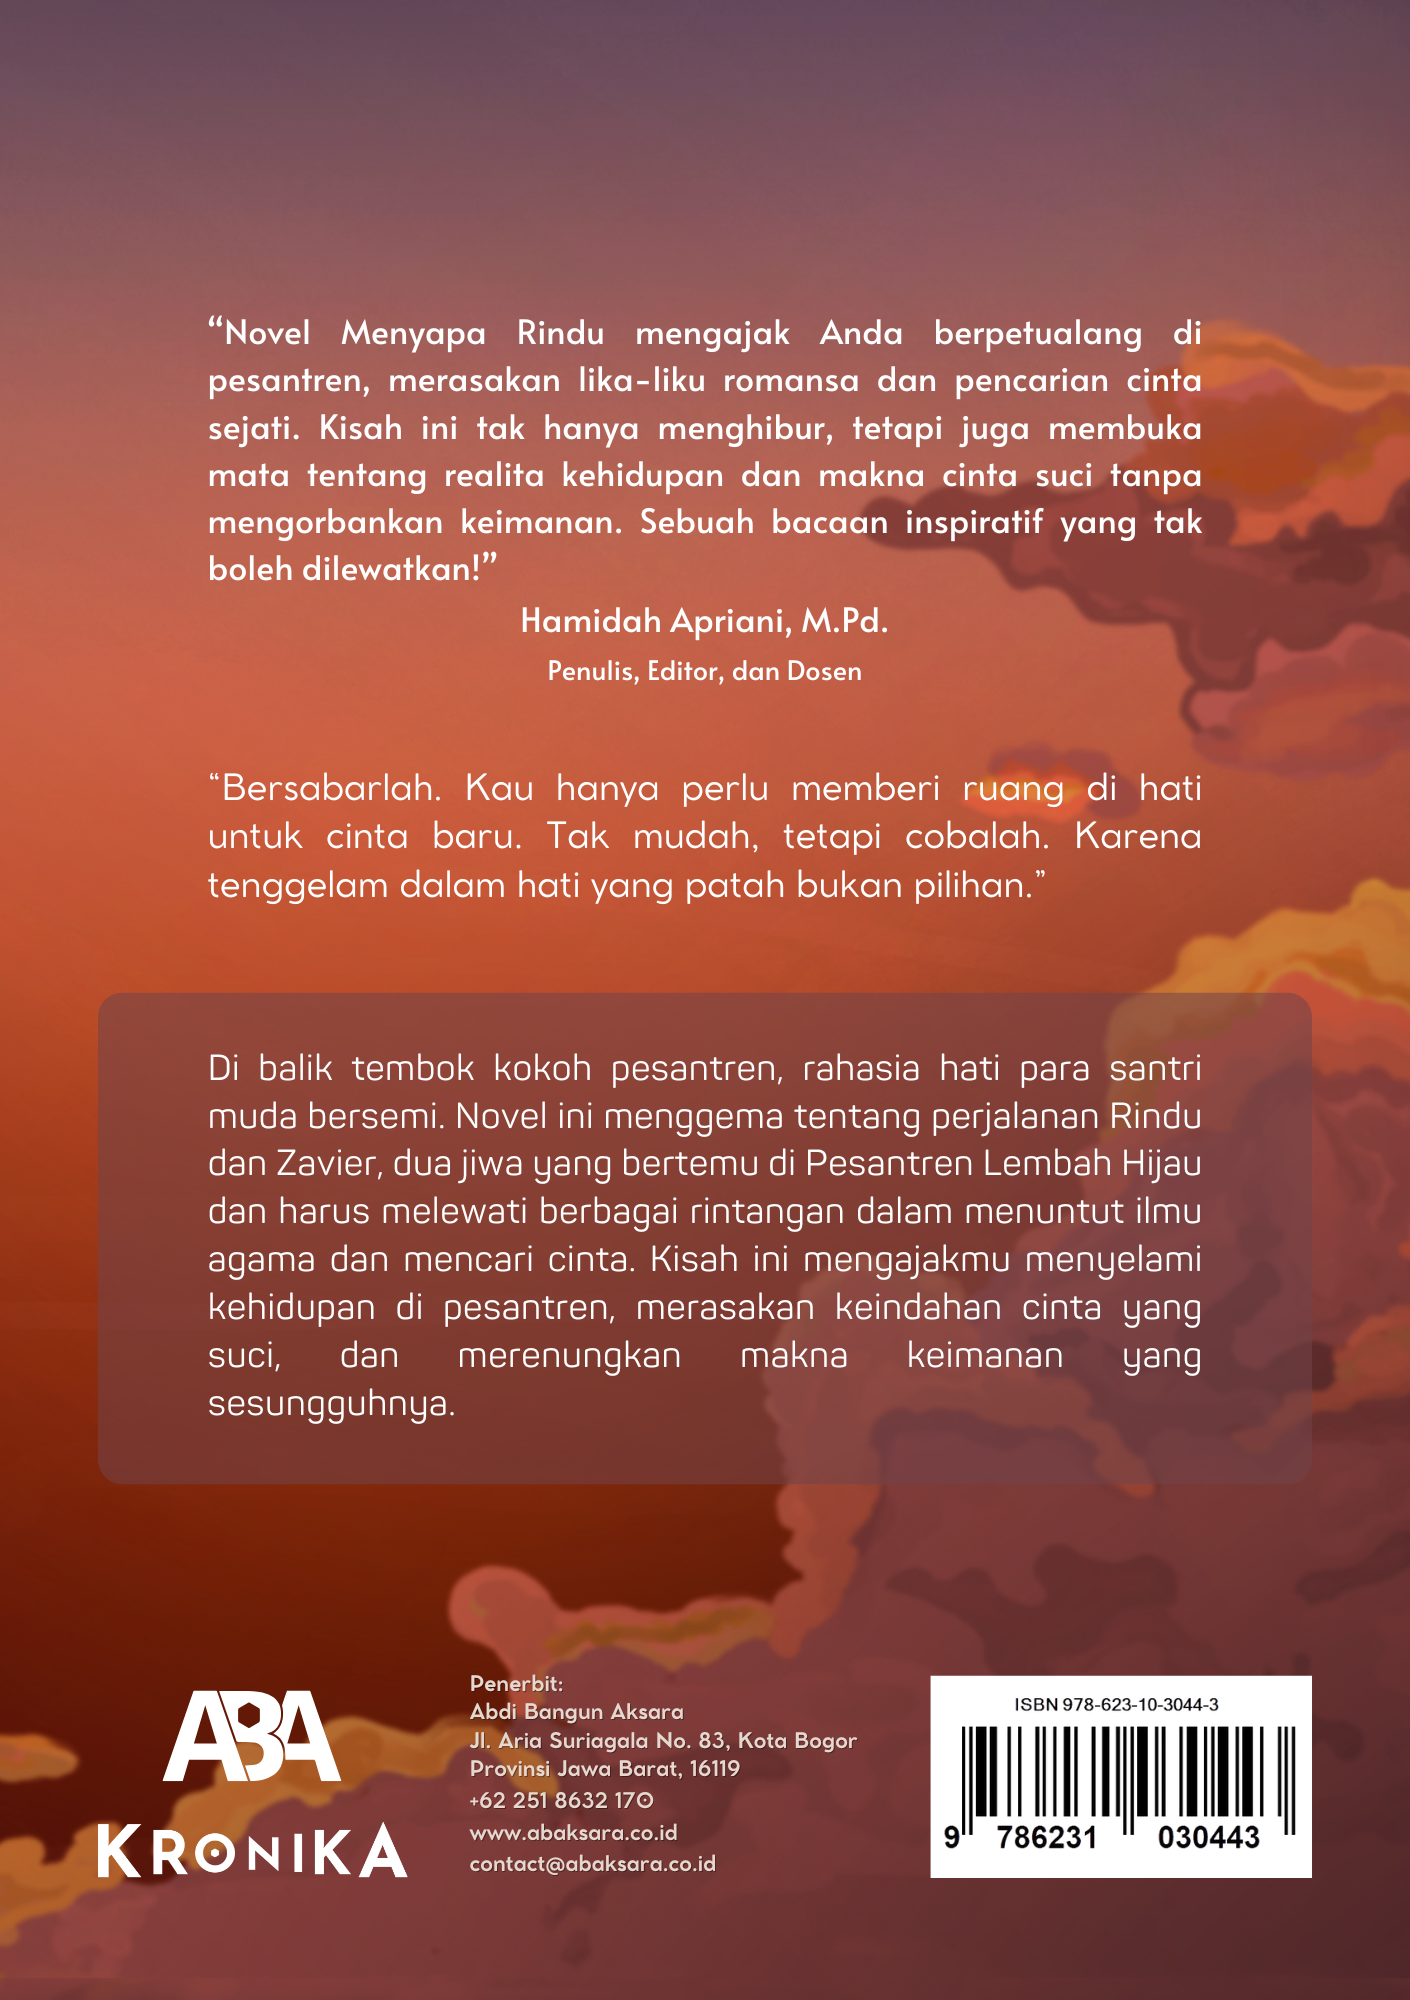 “Novel Menyapa Rindu mengajak Anda berpetualang di
pesantren, merasakan lika-liku romansa dan pencarian cinta
sejati. Kisah ini tak hanya menghibur, tetapi juga membuka
mata tentang realita kehidupan dan makna cinta suci tanpa
mengorbankan keimanan. Sebuah bacaan inspiratif yang tak
boleh dilewatkan!”
Hamidah Apriani, M.Pd.
Penulis, Editor, dan Dosen
“Bersabarlah. Kau hanya perlu memberi ruang di hati
untuk cinta baru. Tak mudah, tetapi cobalah. Karena
tenggelam dalam hati yang patah bukan pilihan.”
Di balik tembok kokoh pesantren, rahasia hati para santri
muda bersemi. Novel ini menggema tentang perjalanan Rindu
dan Zavier, dua jiwa yang bertemu di Pesantren Lembah Hijau
dan harus melewati berbagai rintangan dalam menuntut ilmu
agama dan mencari cinta. Kisah ini mengajakmu menyelami
kehidupan di pesantren, merasakan keindahan cinta yang
suci, dan merenungkan makna keimanan yang
sesungguhnya.
ABA
KRONIKA
Penerbit:
Abdi Bangun Aksara
Jl. Aria Suriagala No. 83, Kota Bogor
Provinsi Jawa Barat, 16119
+62 251 8632 170
www.abaksara.co.id
contact@abaksara.co.id
ISBN 978-623-10-3044-3
9 786231 030443